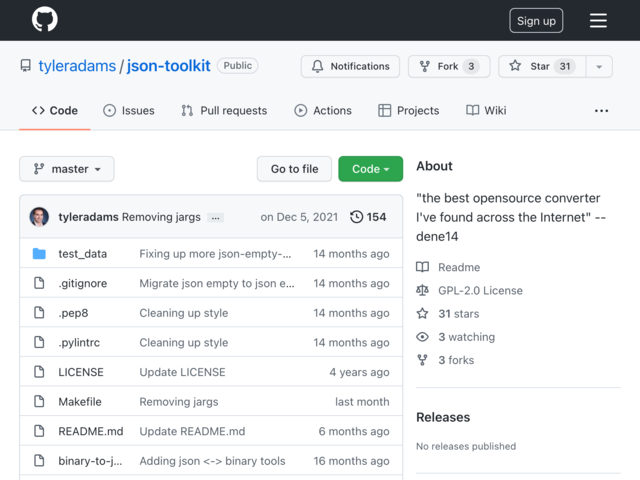 Sign up
tyleradams / json-toolkit Public
Notifications Fork 3 Star 31
Code Issues Pull requests Actions Projects Wiki ...
master Go to file Code
tyleradams Removing jargs ... on Dec 5, 2021 154
test_data Fixing up more json-empty-... 14 months ago
.gitignore Migrate json empty to json e... 14 months ago
.pep8 Cleaning up style 14 months ago
.pylintrc Cleaning up style 14 months ago
LICENSE Update LICENSE 4 years ago
Makefile Removing jargs last month
README.md Update README.md 6 months ago
binary-to-j... Adding json <-> binary tools 16 months ago
About
"the best opensource converter
I've found across the Internet" --
dene14
Readme
GPL-2.0 License
31 stars
3 watching
3 forks
Releases
No releases published